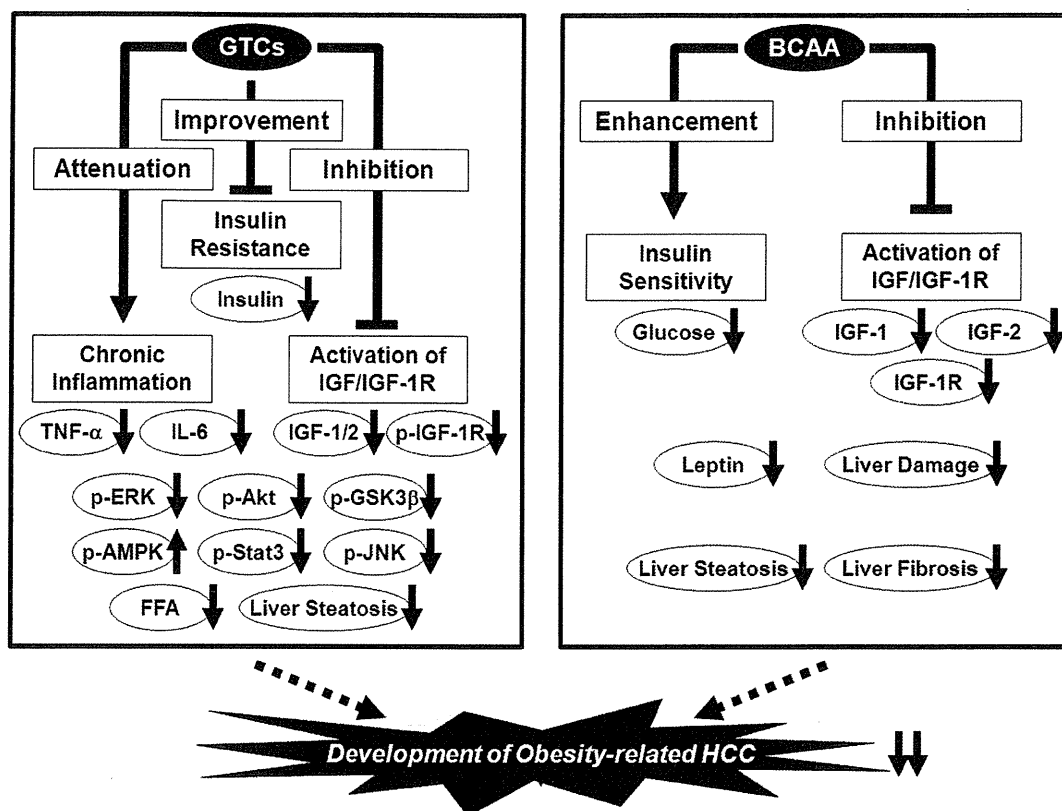 GTCs
Improvement
Attenuation
Inhibition
Insulin
Resistance
Insulin
Chronic
Inflammation
Activation of
IGF/IGF-1R
TNF-α
IL-6
IGF-1/2
p-IGF-1R
p-ERK
p-Akt
p-GSK3β
p-AMPK
p-Stat3
p-JNK
FFA
Liver Steatosis
BCAA
Enhancement
Inhibition
Insulin
Sensitivity
Activation of
IGF/IGF-1R
Glucose
IGF-1
IGF-2
IGF-1R
Leptin
Liver Damage
Liver Steatosis
Liver Fibrosis
Development of Obesity-related HCC